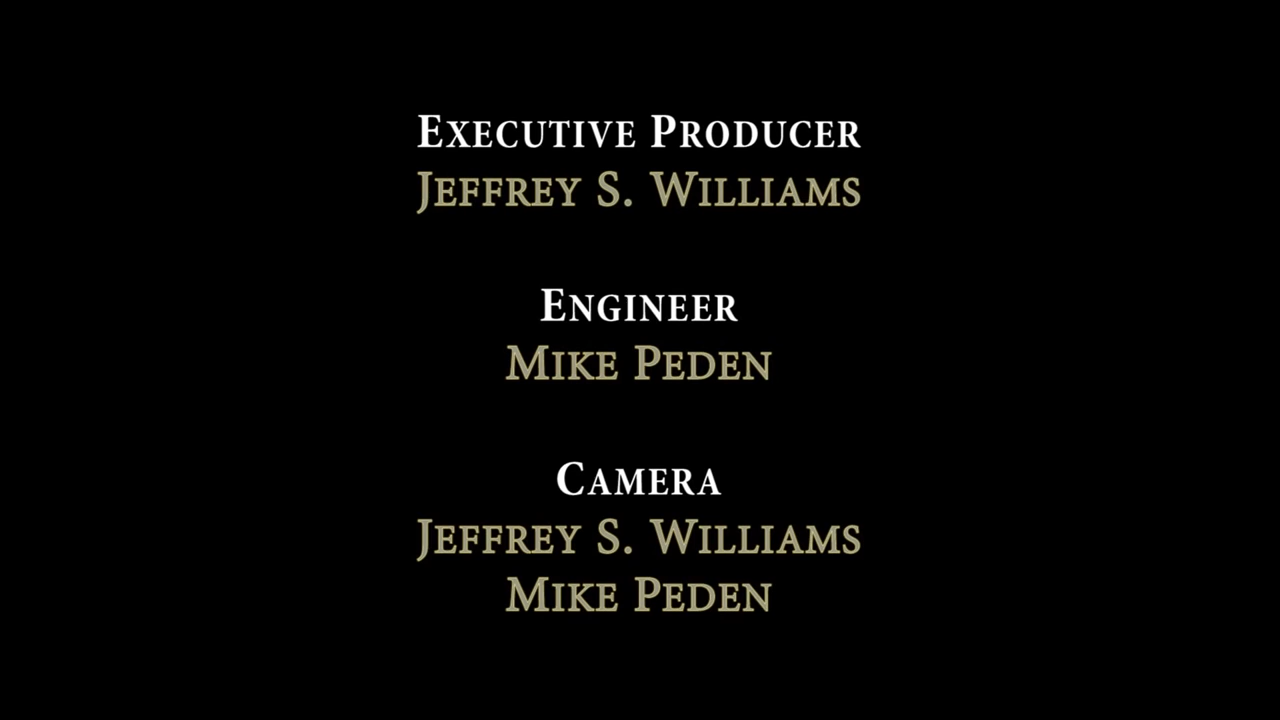 Executive Producer
Jeffrey S. Williams
Engineer
Mike Peden
Camera
Jeffrey S. Williams
Mike Peden